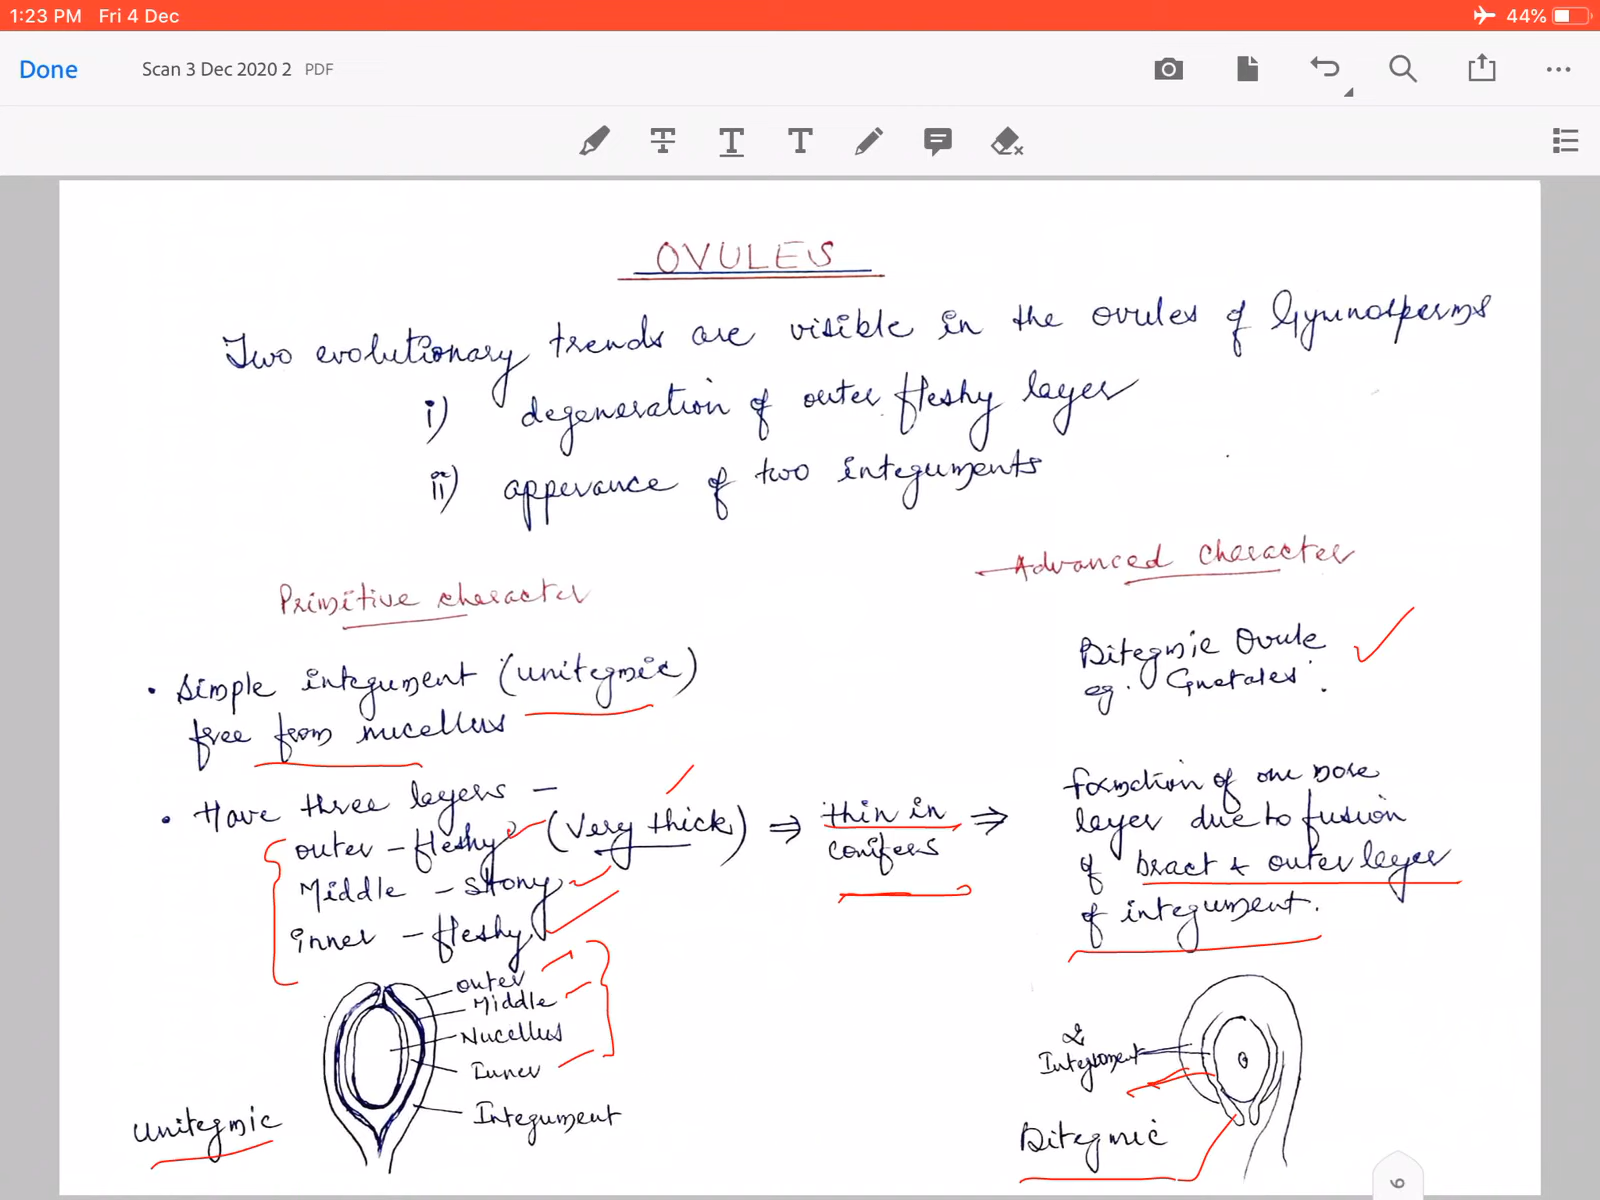 1:23 PM Fri 4 Dec
44%
Done
Scan 3 Dec 2020 2 PDF
OVULES
Two evolutionary trends are visible in the ovules of Gymnosperms
i) degeneration of outer fleshy layer
ii) apperance of two integuments
Primitive character
Advanced character
• Simple integument (unitegmic)
free from nucellus
Bitegmic Ovule
eg. Gnetales.
• Have three layers –
outer – fleshy (very thick) ⇒ thin in conifers ⇒
Middle – stony
inner – fleshy
formation of one more
layer due to fusion
of bract + outer layer
of integument.
outer
Middle
Nucellus
Inner
Integument
unitegmic
2
Integument
Bitegmic
6